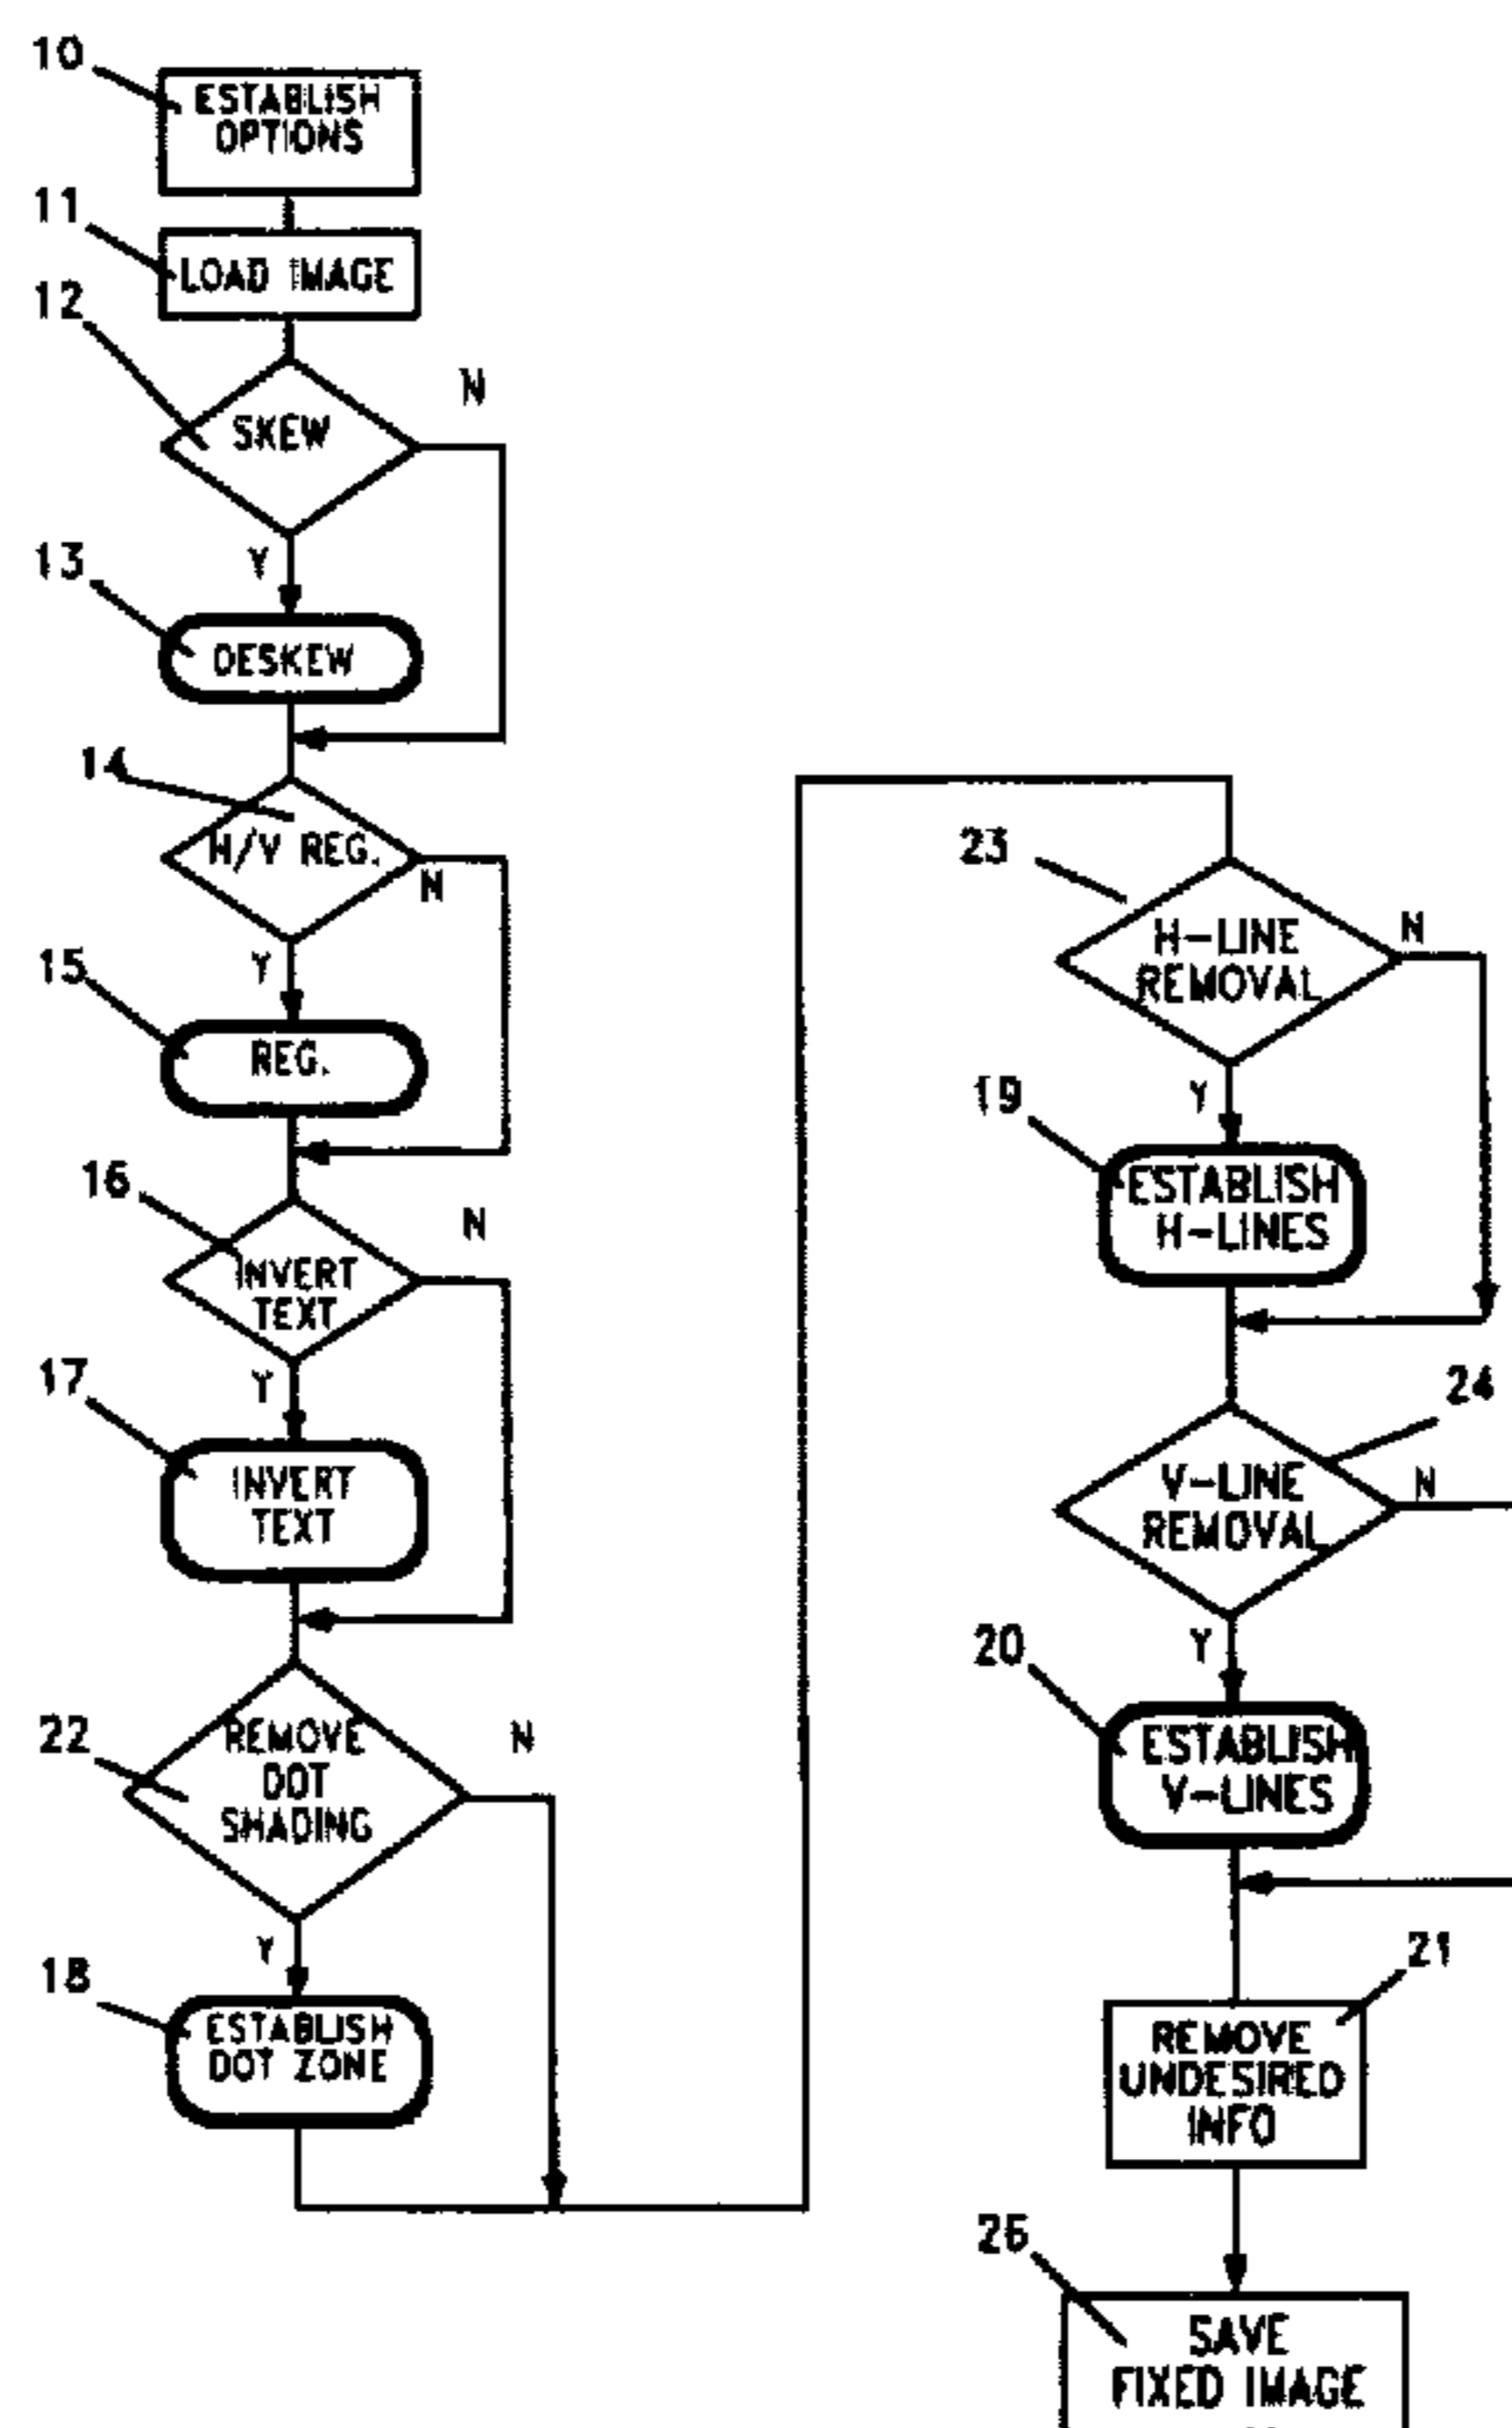 10
ESTABLISH
OPTIONS
11
LOAD IMAGE
12
SKEW
N
Y
13
DESKEW
14
H/V REG.
N
Y
15
REG.
16
INVERT
TEXT
N
Y
17
INVERT
TEXT
22
REMOVE
DOT
SHADING
N
Y
18
ESTABLISH
DOT ZONE
23
H-LINE
REMOVAL
N
Y
19
ESTABLISH
H-LINES
24
V-LINE
REMOVAL
N
Y
20
ESTABLISH
V-LINES
21
REMOVE
UNDESIRED
INFO
SAVE
FIXED IMAGE